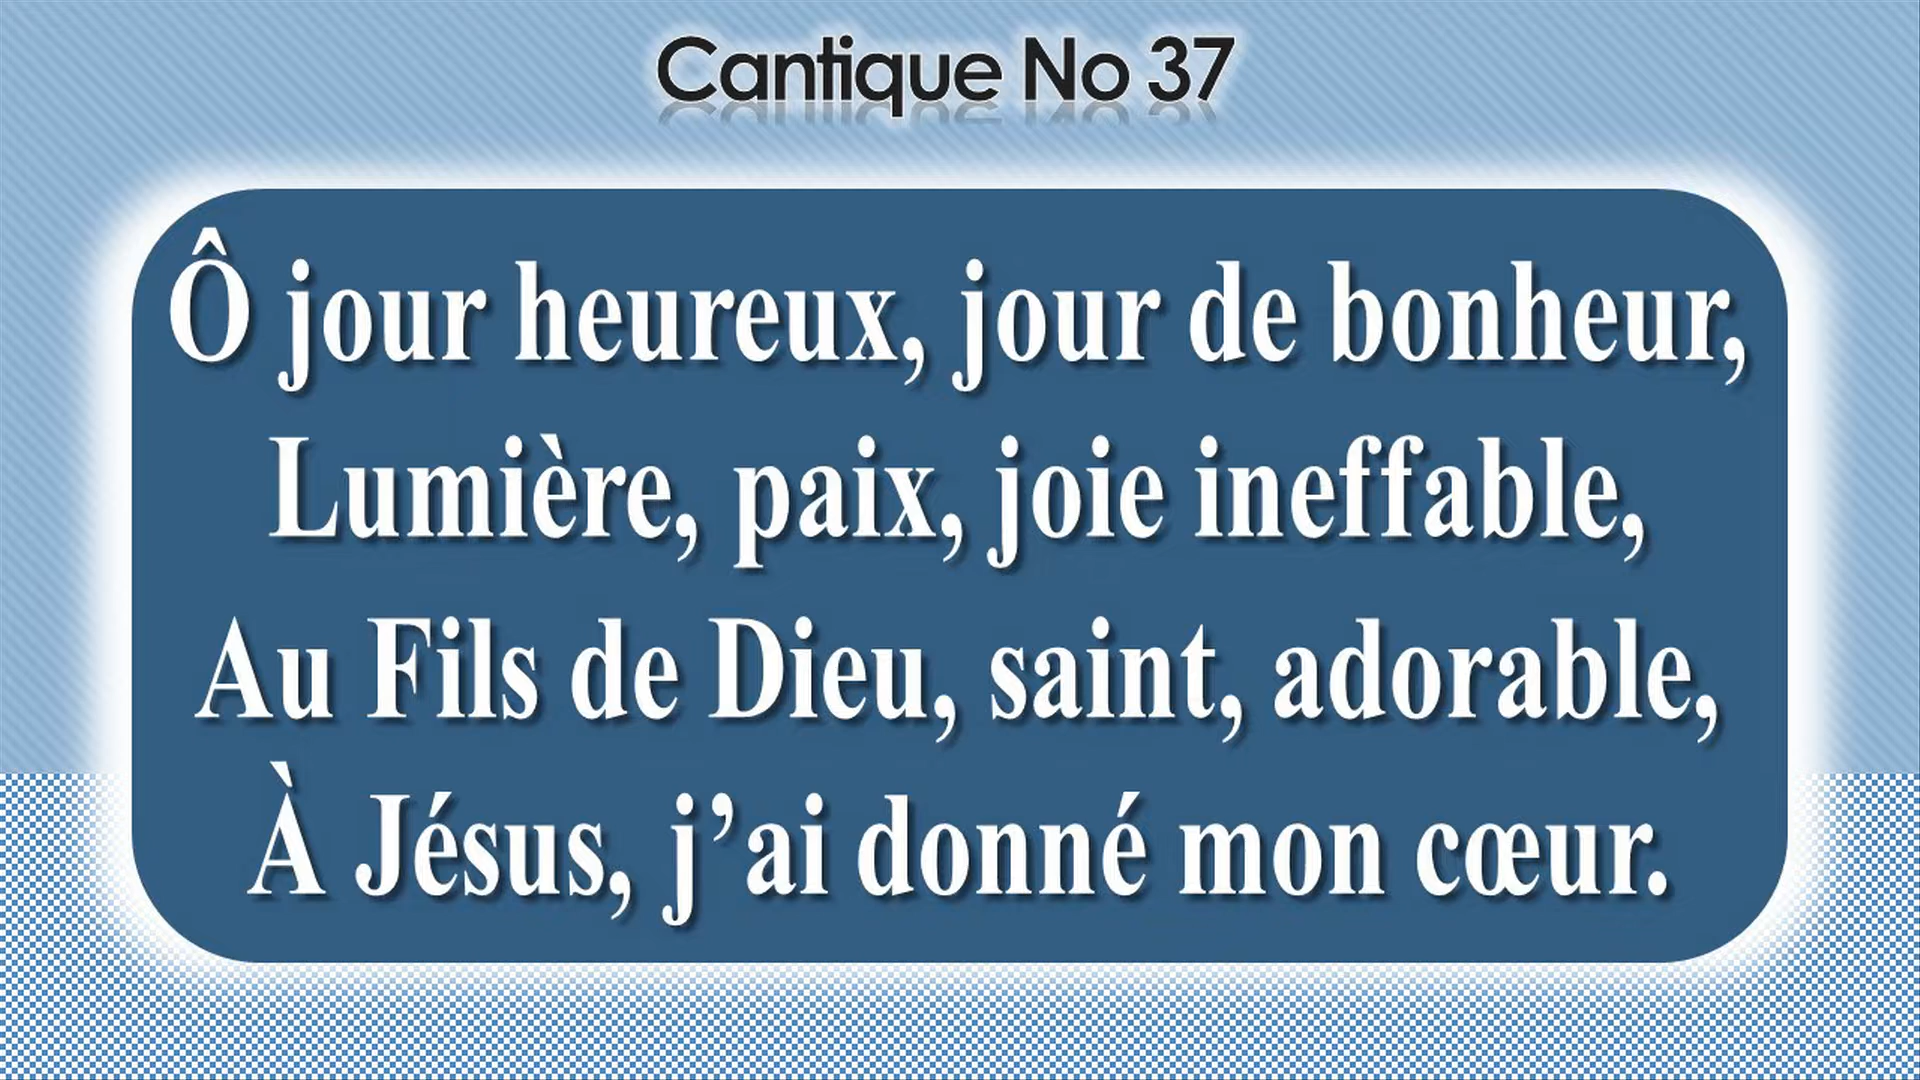 Cantique No 37
Ô jour heureux, jour de bonheur,
Lumière, paix, joie ineffable,
Au Fils de Dieu, saint, adorable,
À Jésus, j’ai donné mon cœur.